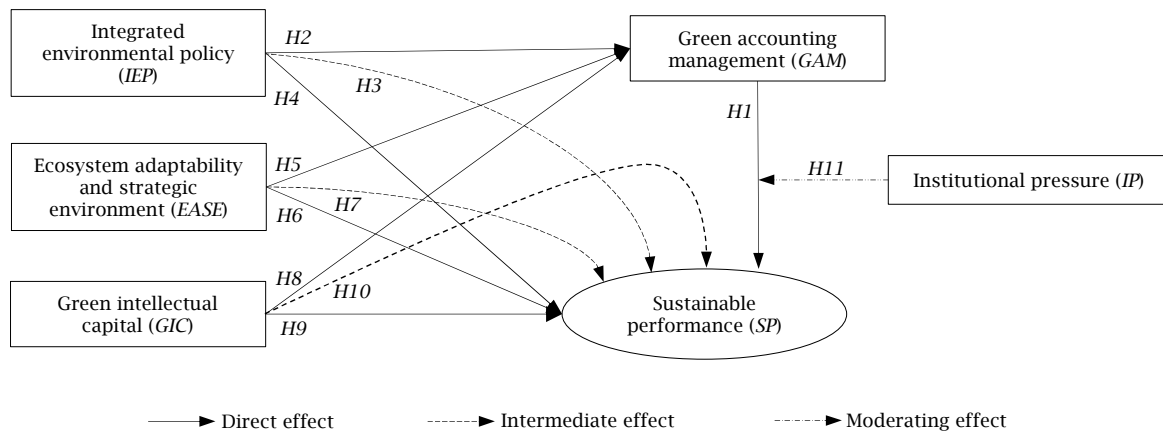 Integrated
environmental policy
(IEP)
H2
H3
H4
Green accounting
management (GAM)
H1
Ecosystem adaptability
and strategic
environment (EASE)
H5
H6
H7
H11
Institutional pressure (IP)
Green intellectual
capital (GIC)
H8
H10
H9
Sustainable
performance (SP)
Direct effect
Intermediate effect
Moderating effect